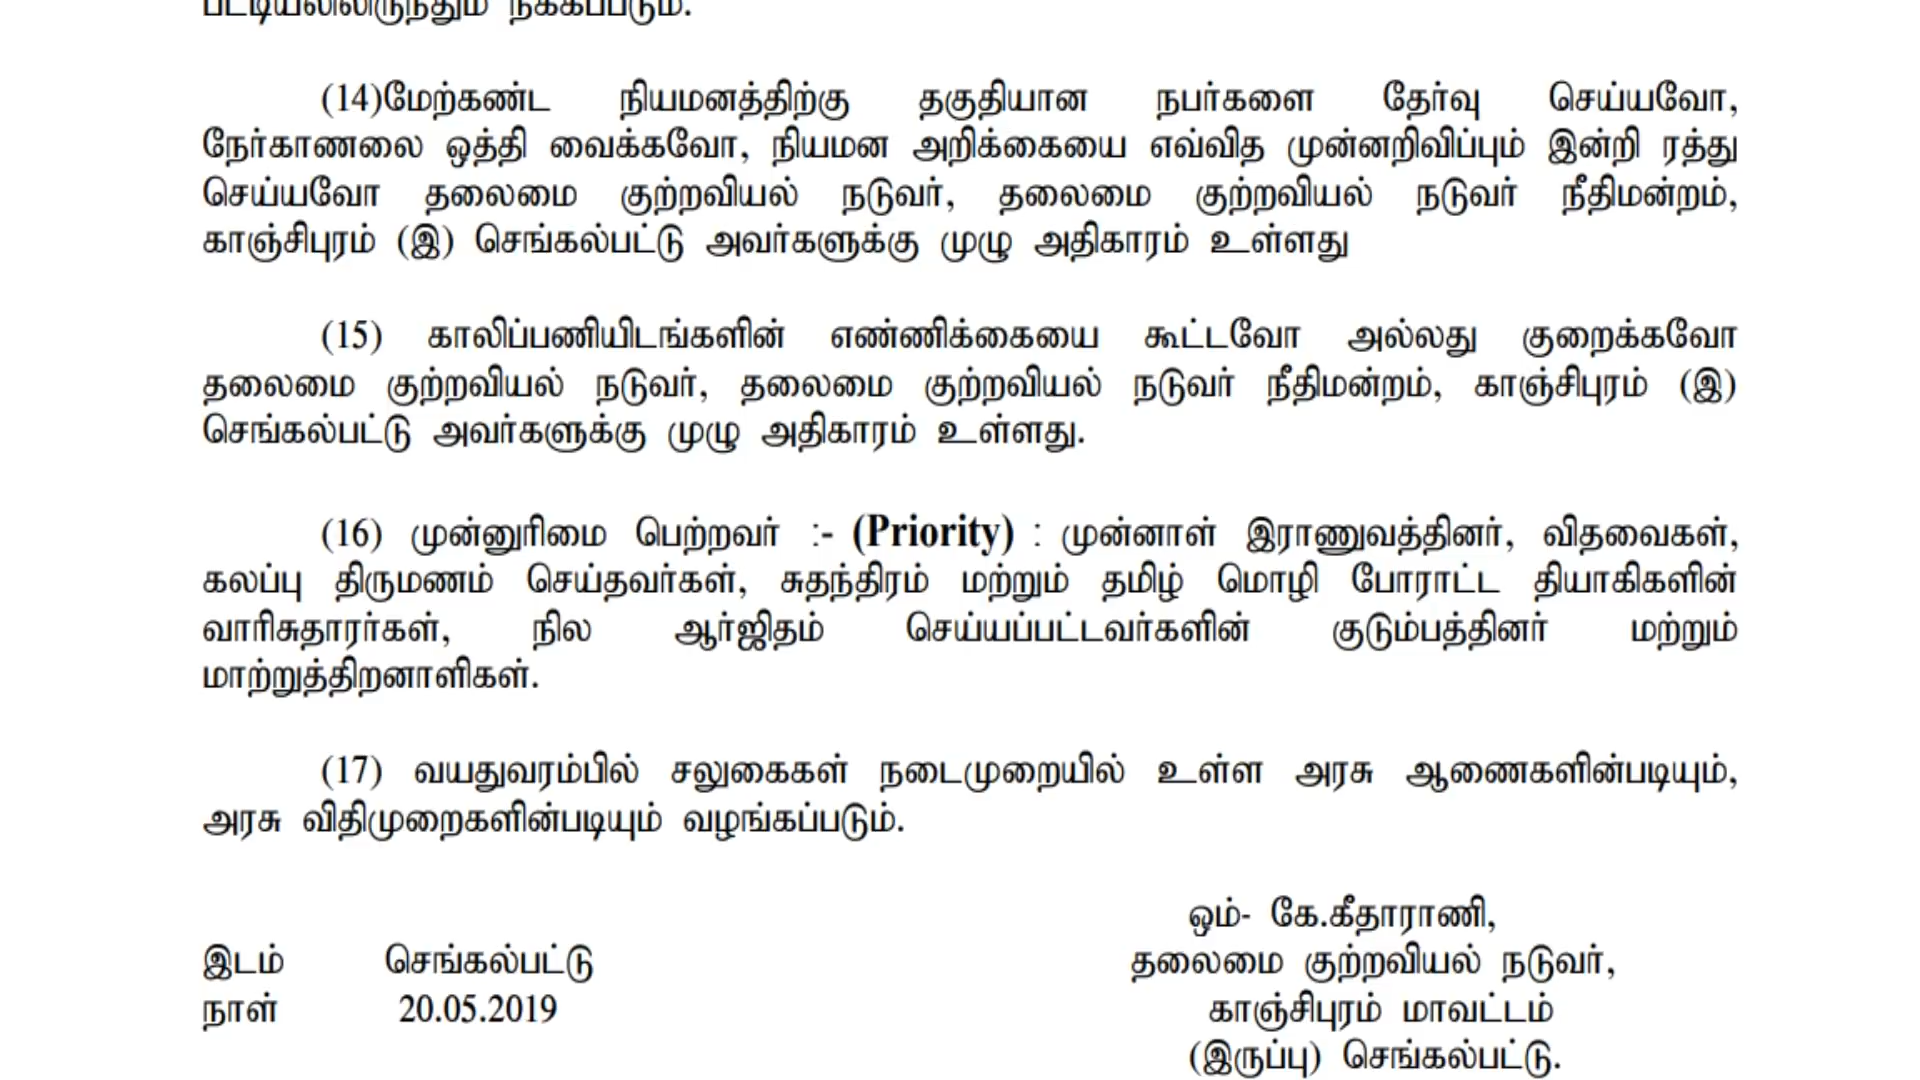 (14)மேற்கண்ட நியமனத்திற்கு தகுதியான நபர்களை தேர்வு செய்யவோ,
நேர்காணலை ஒத்தி வைக்கவோ, நியமன அறிக்கையை எவ்வித முன்னறிவிப்பும் இன்றி ரத்து
செய்யவோ தலைமை குற்றவியல் நடுவர், தலைமை குற்றவியல் நடுவர் நீதிமன்றம்,
காஞ்சிபுரம் (இ) செங்கல்பட்டு அவர்களுக்கு முழு அதிகாரம் உள்ளது
(15) காலிப்பணியிடங்களின் எண்ணிக்கையை கூட்டவோ அல்லது குறைக்கவோ
தலைமை குற்றவியல் நடுவர், தலைமை குற்றவியல் நடுவர் நீதிமன்றம், காஞ்சிபுரம் (இ)
செங்கல்பட்டு அவர்களுக்கு முழு அதிகாரம் உள்ளது.
(16) முன்னுரிமை பெற்றவர் :- (Priority) : முன்னாள் இராணுவத்தினர், விதவைகள்,
கலப்பு திருமணம் செய்தவர்கள், சுதந்திரம் மற்றும் தமிழ் மொழி போராட்ட தியாகிகளின்
வாரிசுதாரர்கள், நில ஆர்ஜிதம் செய்யப்பட்டவர்களின் குடும்பத்தினர் மற்றும்
மாற்றுத்திறனாளிகள்.
(17) வயதுவரம்பில் சலுகைகள் நடைமுறையில் உள்ள அரசு ஆணைகளின்படியும்,
அரசு விதிமுறைகளின்படியும் வழங்கப்படும்.
ஒம்- கே.கீதாராணி,
இடம் செங்கல்பட்டு தலைமை குற்றவியல் நடுவர்,
நாள் 20.05.2019 காஞ்சிபுரம் மாவட்டம்
(இருப்பு) செங்கல்பட்டு.